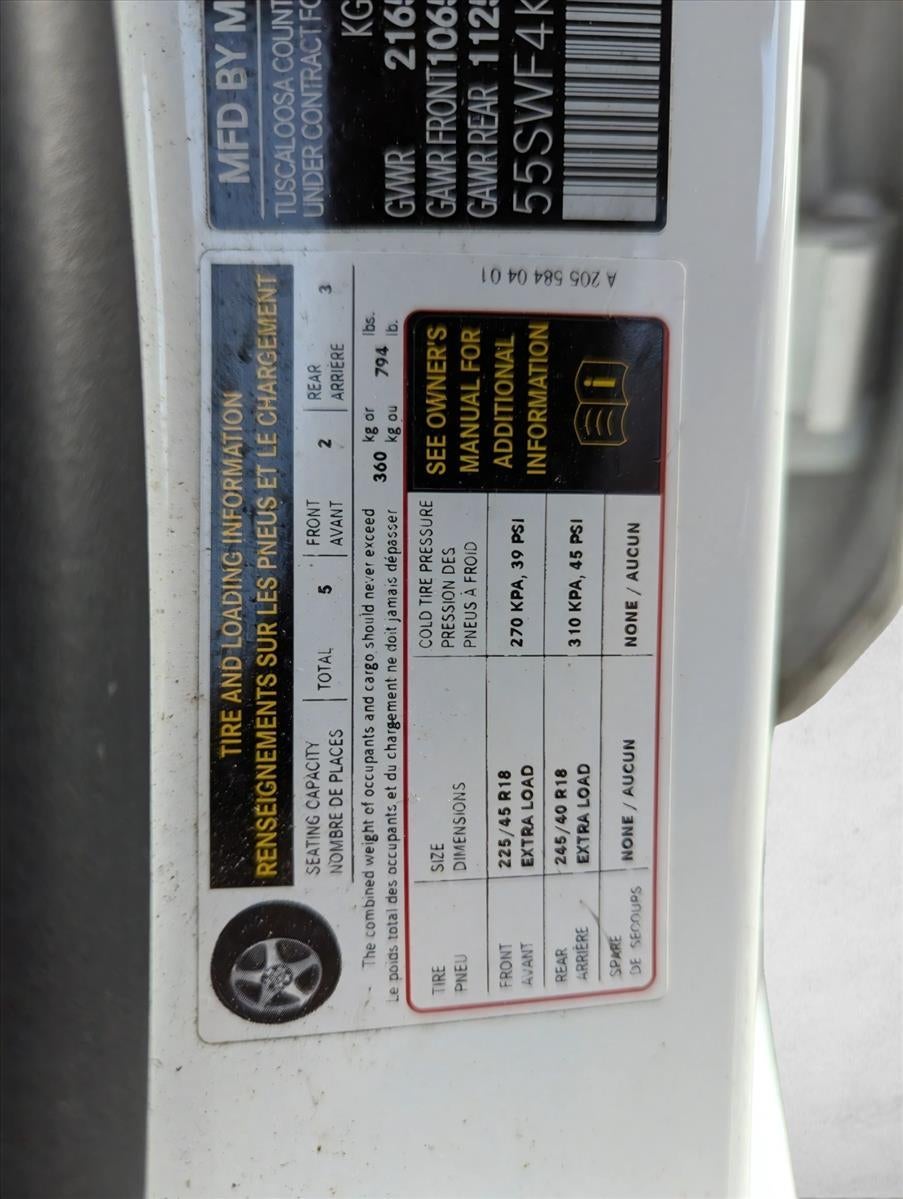 MFD BY M
TUSCALOOSA COUNT
UNDER CONTRACT FO
KG
GVWR 2165
GAWR FRONT 1065
GAWR REAR 1125
55SWF4K
TIRE AND LOADING INFORMATION
RENSEIGNEMENTS SUR LES PNEUS ET LE CHARGEMENT
SEATING CAPACITY | TOTAL 5 | FRONT 2 | REAR 3
NOMBRE DE PLACES | AVANT | ARRIÈRE
The combined weight of occupants and cargo should never exceed 360 kg or 794 lbs.
Le poids total des occupants et du chargement ne doit jamais dépasser kg ou lb.
TIRE SIZE COLD TIRE PRESSURE
PNEU DIMENSIONS PRESSION DES
PNEUS À FROID
FRONT 225/45 R18 270 KPA, 39 PSI
AVANT EXTRA LOAD
REAR 245/40 R18 310 KPA, 45 PSI
ARRIÈRE EXTRA LOAD
SPARE NONE / AUCUN NONE / AUCUN
DE SECOURS
SEE OWNER'S
MANUAL FOR
ADDITIONAL
INFORMATION
i
A 205 584 04 01